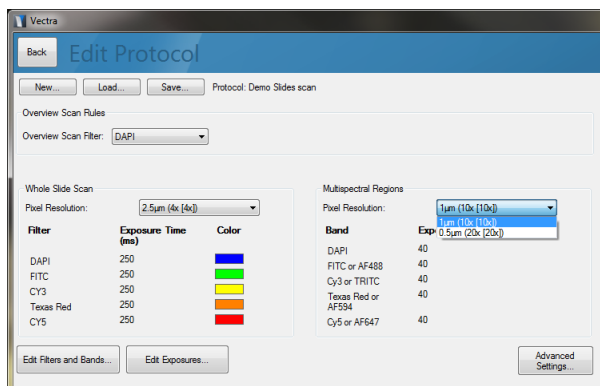 Vectra
Back Edit Protocol
New... Load... Save... Protocol: Demo Slides scan
Overview Scan Rules
Overview Scan Filter: DAPI
Whole Slide Scan
Pixel Resolution: 2.5µm (4x [4x])
Filter Exposure Time (ms) Color
DAPI 250
FITC 250
CY3 250
Texas Red 250
CY5 250
Multispectral Regions
Pixel Resolution: 1µm (10x [10x])
1µm (10x [10x])
0.5µm (20x [20x])
Band
DAPI 40
FITC or AF488 40
Cy3 or TRITC 40
Texas Red or AF594 40
Cy5 or AF647 40
Edit Filters and Bands... Edit Exposures... Advanced Settings...